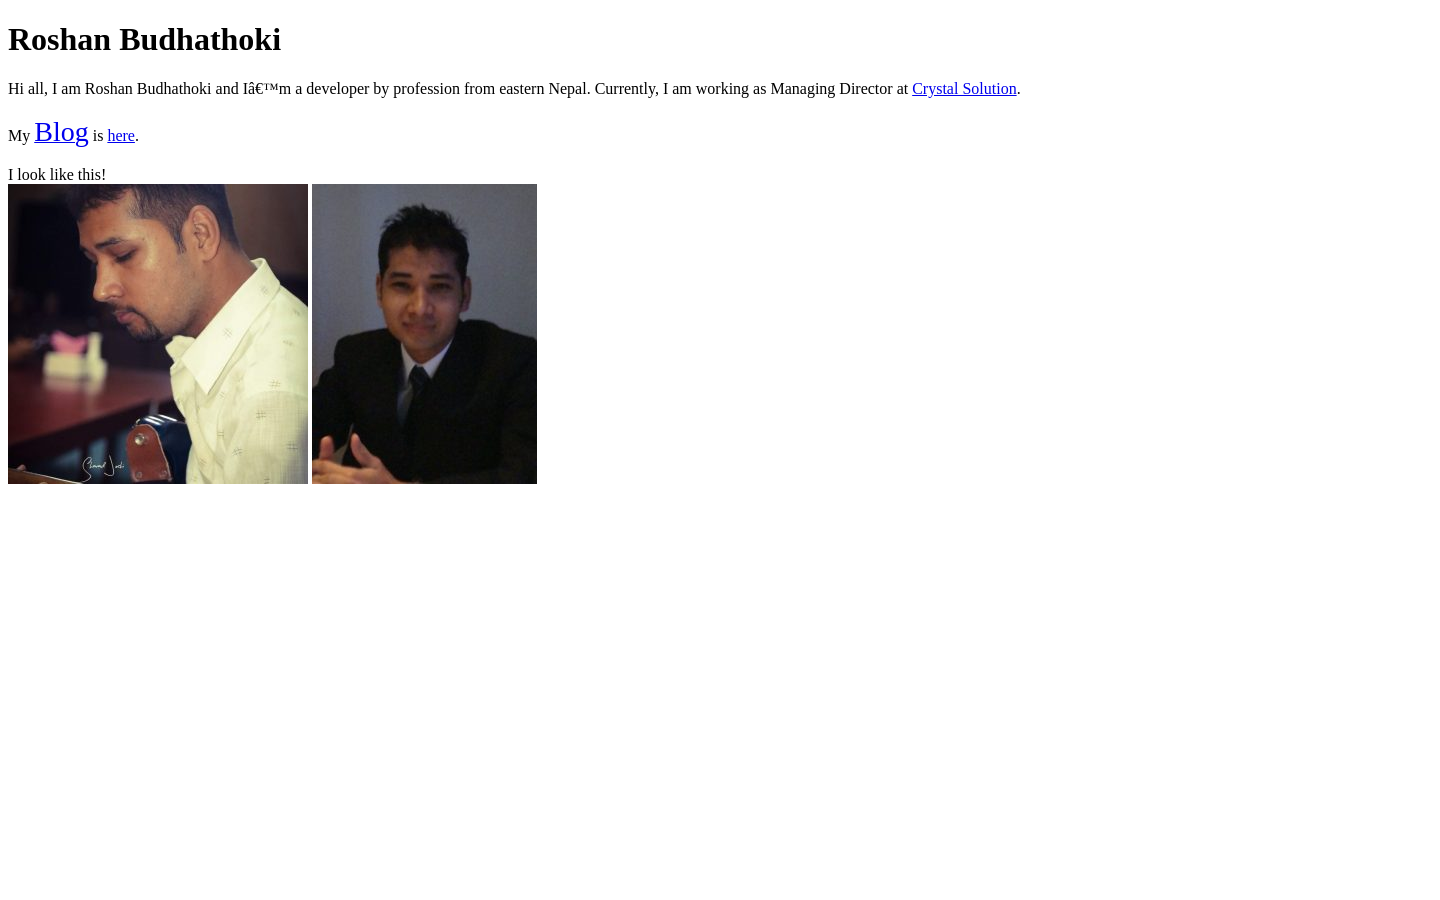 Roshan Budhathoki
Hi all, I am Roshan Budhathoki and Iâ€™m a developer by profession from eastern Nepal. Currently, I am working as Managing Director at Crystal Solution.
My Blog is here.
I look like this!